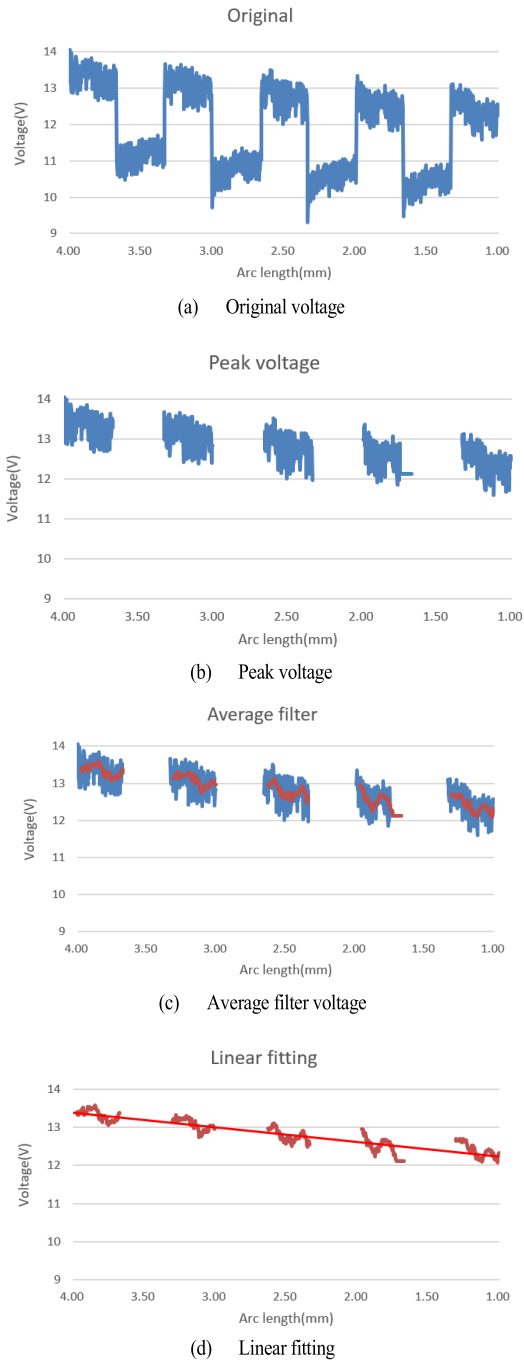 Original
14
13
12
11
10
9
Voltage(V)
4.00 3.50 3.00 2.50 2.00 1.50 1.00
Arc length(mm)
(a) Original voltage
Peak voltage
14
13
12
11
10
9
Voltage(V)
4.00 3.50 3.00 2.50 2.00 1.50 1.00
Arc length(mm)
(b) Peak voltage
Average filter
14
13
12
11
10
9
Voltage(V)
4.00 3.50 3.00 2.50 2.00 1.50 1.00
Arc length(mm)
(c) Average filter voltage
Linear fitting
14
13
12
11
10
9
Voltage(V)
4.00 3.50 3.00 2.50 2.00 1.50 1.00
Arc length(mm)
(d) Linear fitting